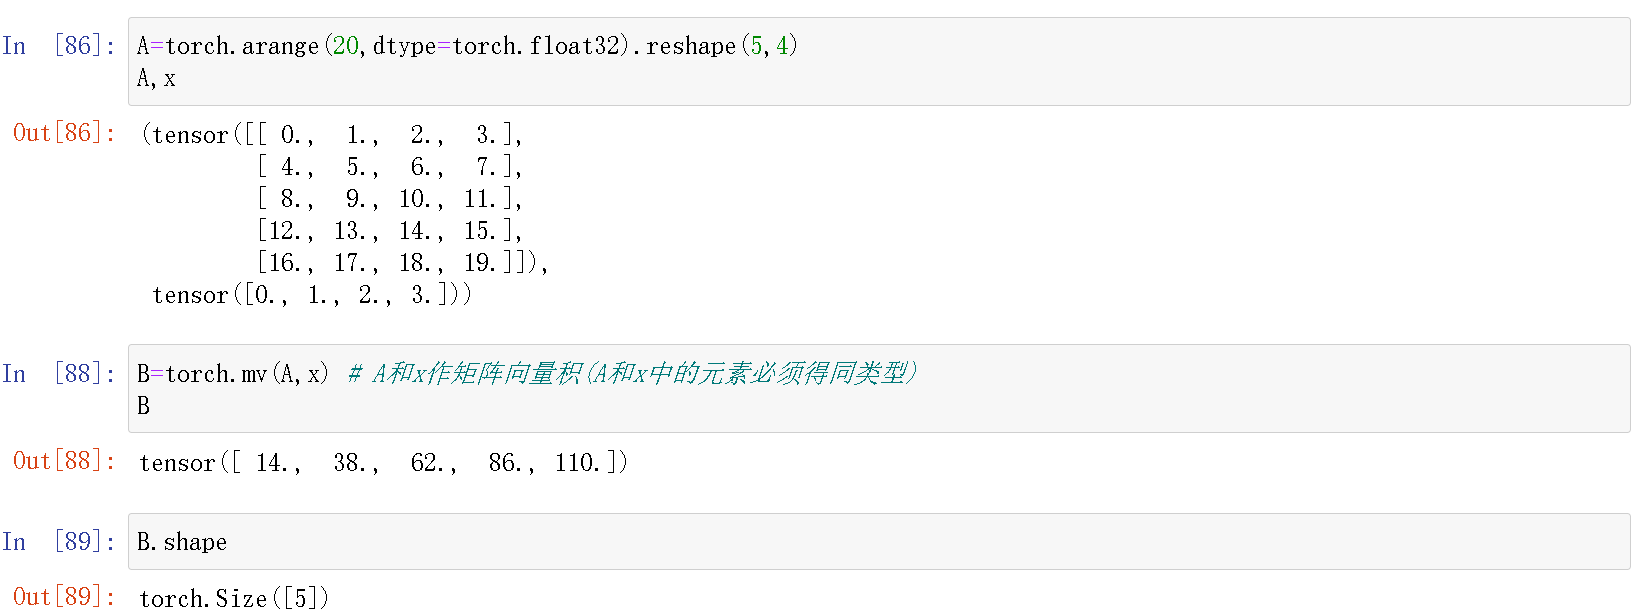 In [86]: A=torch.arange(20,dtype=torch.float32).reshape(5,4)
A,x
Out[86]: (tensor([[ 0.,  1.,  2.,  3.],
[ 4.,  5.,  6.,  7.],
[ 8.,  9., 10., 11.],
[12., 13., 14., 15.],
[16., 17., 18., 19.]]),
tensor([0., 1., 2., 3.]))
In [88]: B=torch.mv(A,x) # A和x作矩阵向量积(A和x中的元素必须得同类型)
B
Out[88]: tensor([ 14.,  38.,  62.,  86., 110.])
In [89]: B.shape
Out[89]: torch.Size([5])